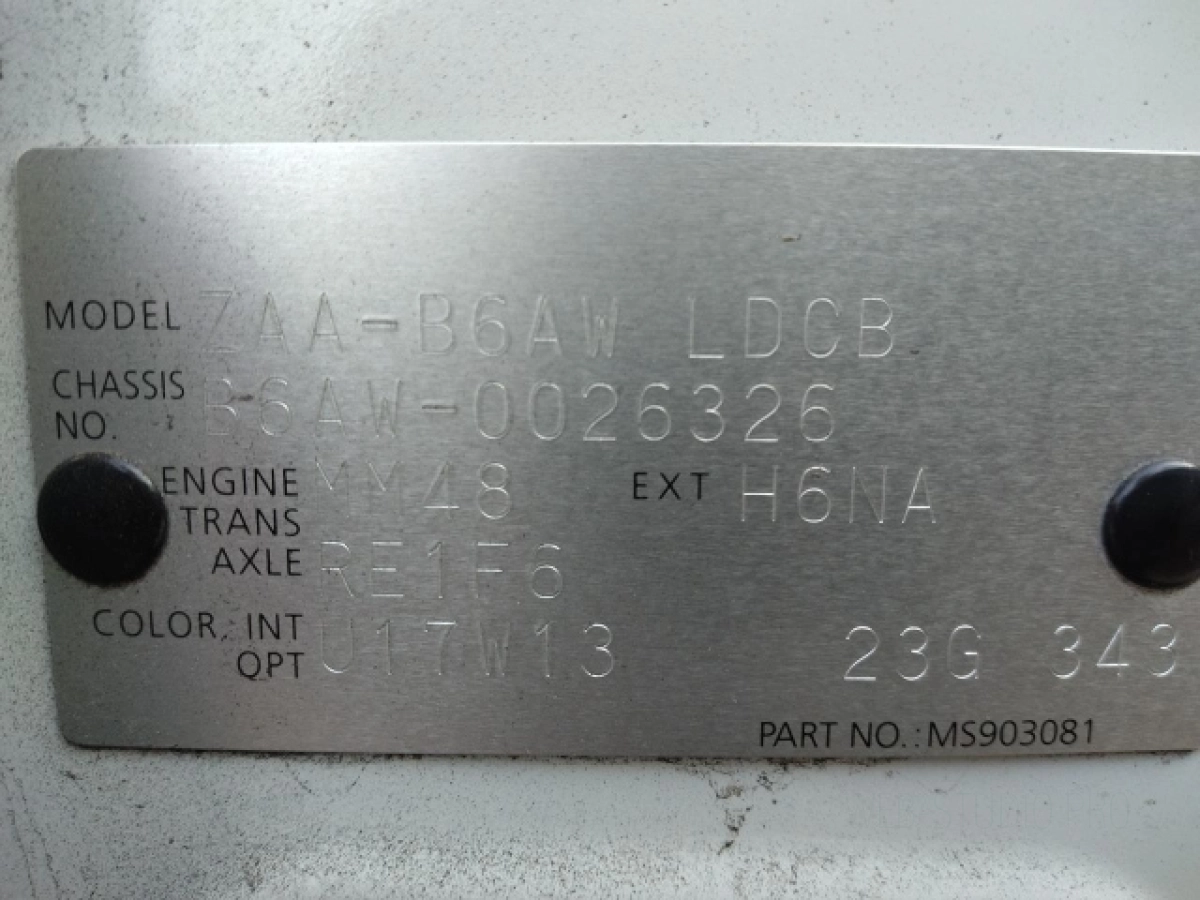 MODEL ZAA-B6AW LDCB
CHASSIS
NO. B6AW-0026326
ENGINE MM48 EXT H6NA
TRANS
AXLE RE1F6
COLOR, INT
OPT U17W13 23G 343
PART NO.:MS903081